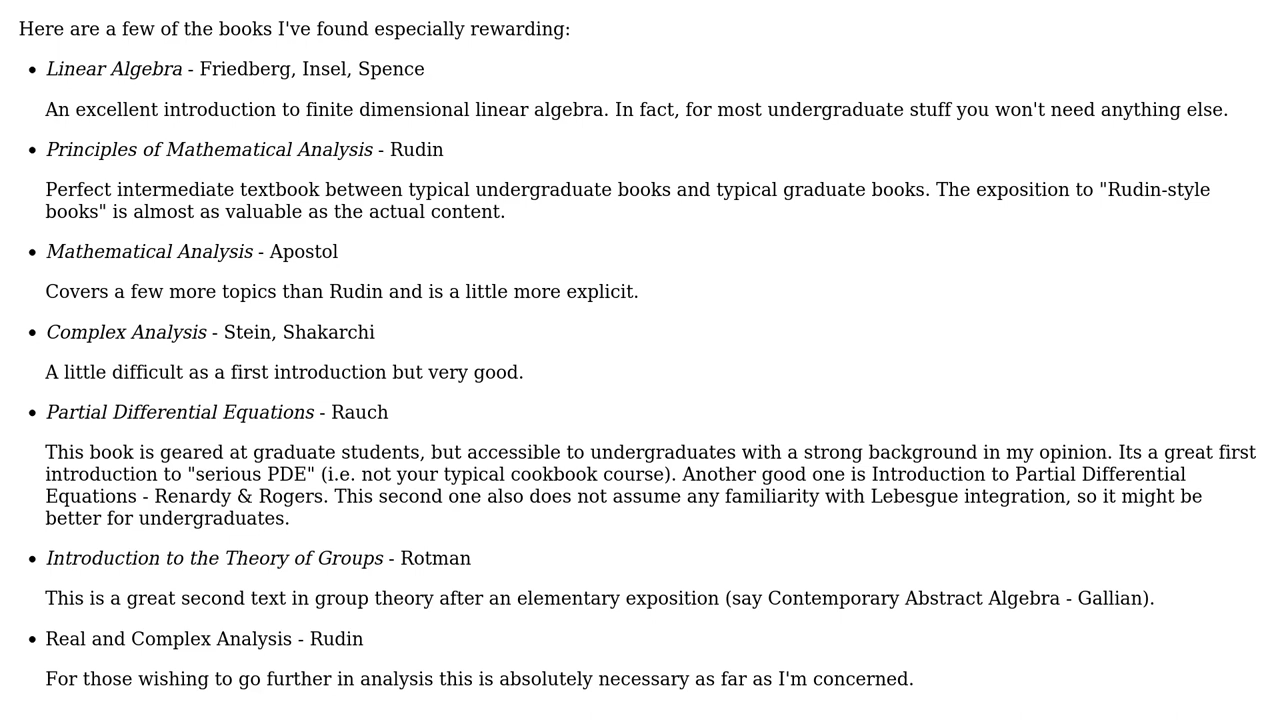 Here are a few of the books I've found especially rewarding:
• Linear Algebra - Friedberg, Insel, Spence
An excellent introduction to finite dimensional linear algebra. In fact, for most undergraduate stuff you won't need anything else.
• Principles of Mathematical Analysis - Rudin
Perfect intermediate textbook between typical undergraduate books and typical graduate books. The exposition to "Rudin-style
books" is almost as valuable as the actual content.
• Mathematical Analysis - Apostol
Covers a few more topics than Rudin and is a little more explicit.
• Complex Analysis - Stein, Shakarchi
A little difficult as a first introduction but very good.
• Partial Differential Equations - Rauch
This book is geared at graduate students, but accessible to undergraduates with a strong background in my opinion. Its a great first
introduction to "serious PDE" (i.e. not your typical cookbook course). Another good one is Introduction to Partial Differential
Equations - Renardy & Rogers. This second one also does not assume any familiarity with Lebesgue integration, so it might be
better for undergraduates.
• Introduction to the Theory of Groups - Rotman
This is a great second text in group theory after an elementary exposition (say Contemporary Abstract Algebra - Gallian).
• Real and Complex Analysis - Rudin
For those wishing to go further in analysis this is absolutely necessary as far as I'm concerned.